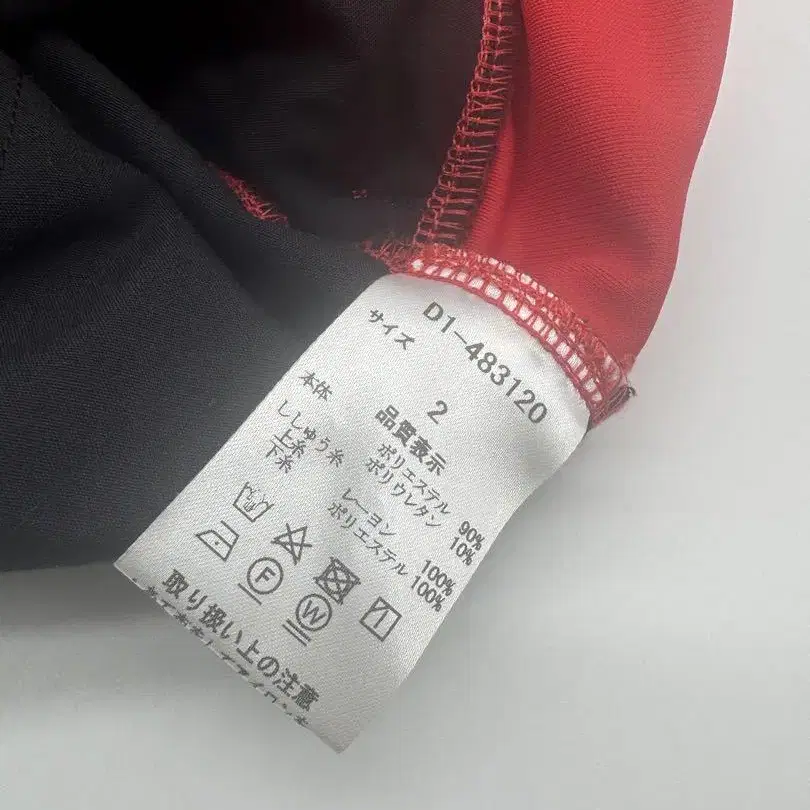 D1-483120
サイズ 2
品質表示
本体 ポリエステル 90%
ポリウレタン 10%
ししゅう糸
上糸 レーヨン 100%
下糸 ポリエステル 100%
F W
取り扱い上の注意